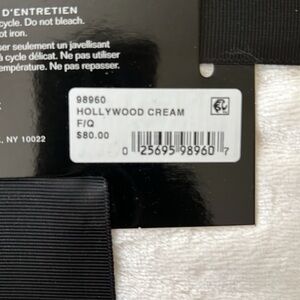 D'ENTRETIEN
cycle. Do not bleach.
ot iron.
ser seulement un javellisant
à cycle délicat. Ne pas utiliser
empérature. Ne pas repasser.
98960
HOLLYWOOD CREAM
F/Q
$80.00
0 25695 98960 7
, NY 10022